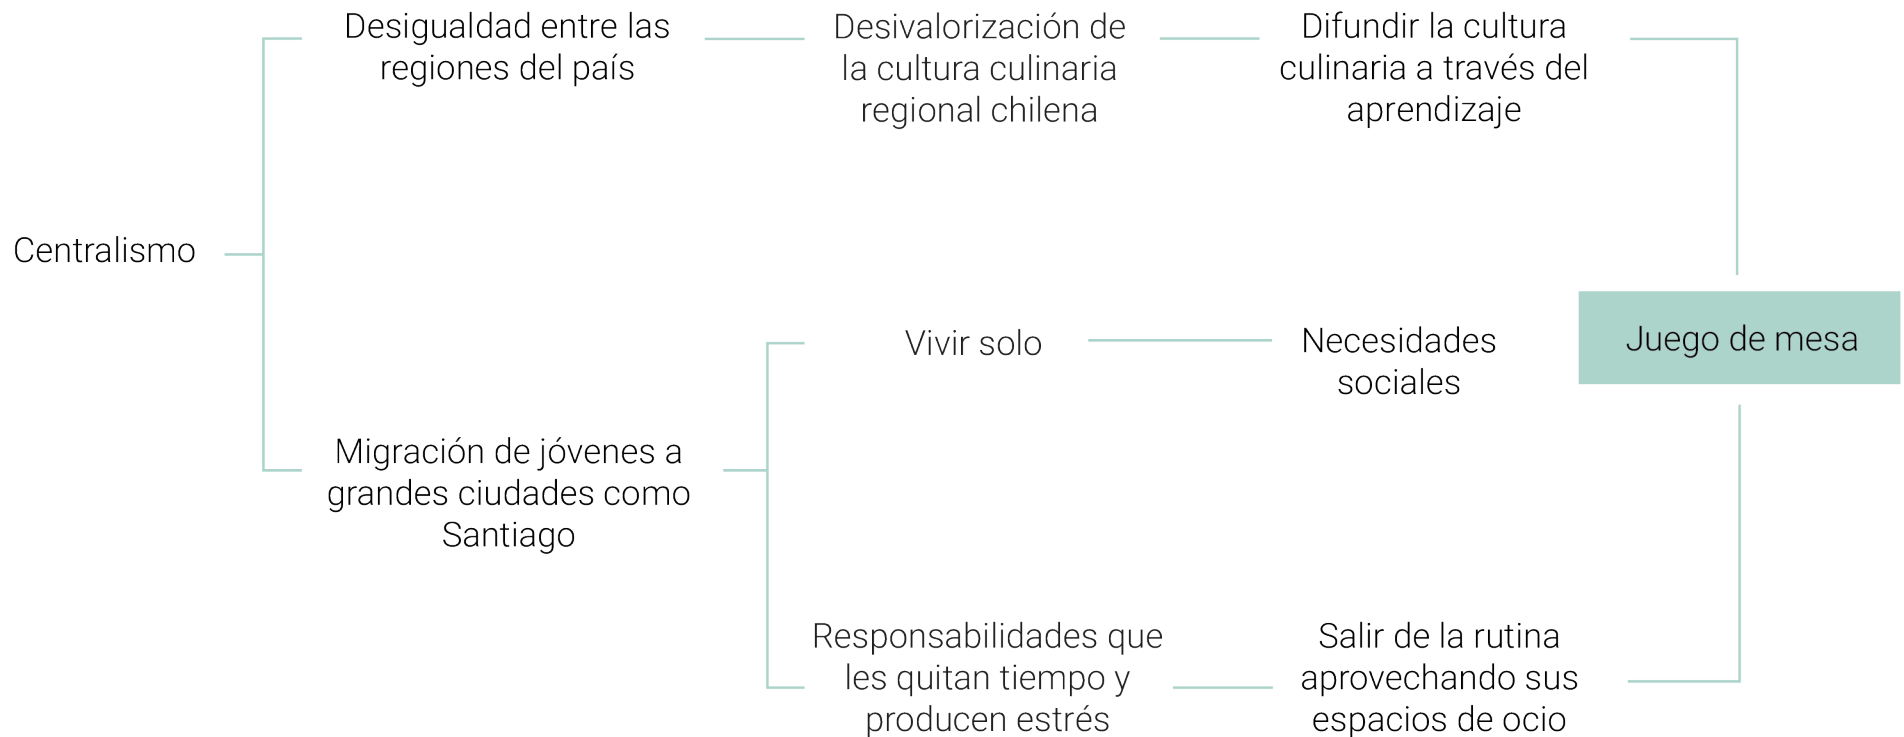 Desigualdad entre las
regiones del país
Desivalorización de
la cultura culinaria
regional chilena
Difundir la cultura
culinaria a través del
aprendizaje
Centralismo
Vivir solo
Necesidades
sociales
Juego de mesa
Migración de jóvenes a
grandes ciudades como
Santiago
Responsabilidades que
les quitan tiempo y
producen estrés
Salir de la rutina
aprovechando sus
espacios de ocio